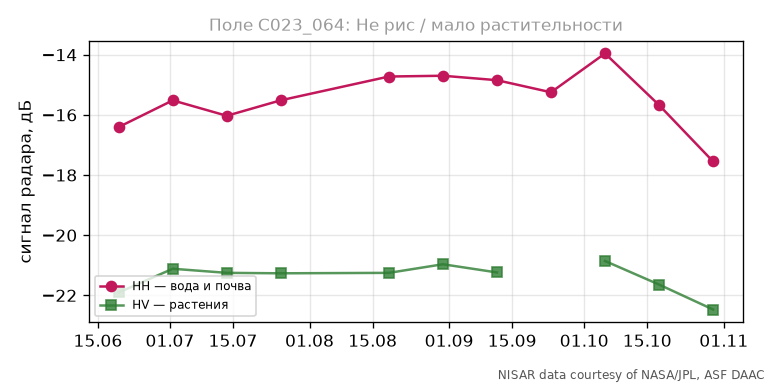 Поле C023_064: Не рис / мало растительности
сигнал радара, дБ
−14
−16
−18
−20
−22
HH — вода и почва
HV — растения
15.06 01.07 15.07 01.08 15.08 01.09 15.09 01.10 15.10 01.11
NISAR data courtesy of NASA/JPL, ASF DAAC